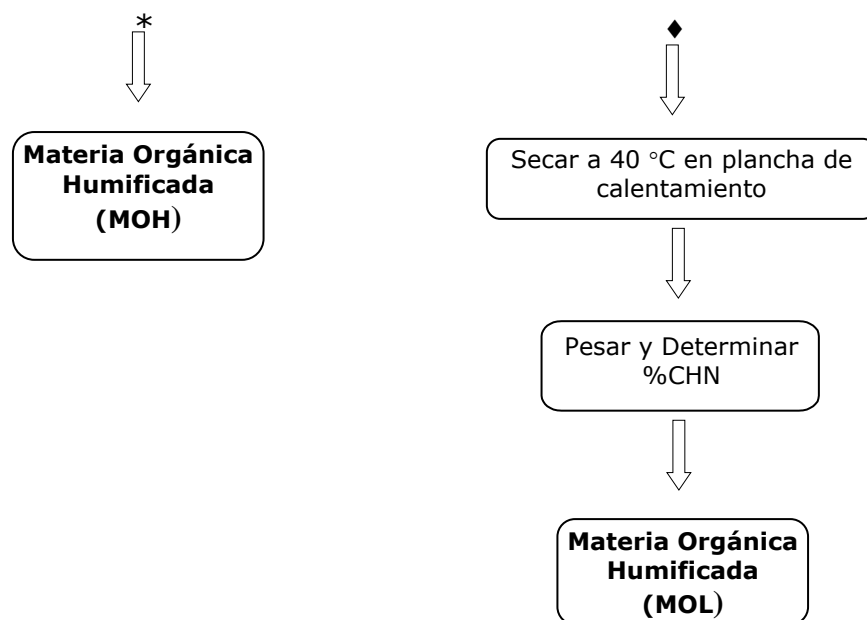 *
Materia Orgánica
Humificada
(MOH)
♦
Secar a 40 °C en plancha de
calentamiento
Pesar y Determinar
%CHN
Materia Orgánica
Humificada
(MOL)